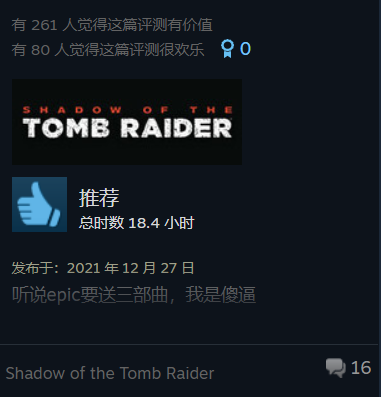 有 261 人觉得这篇评测有价值
有 80 人觉得这篇评测很欢乐 0
SHADOW OF THE
TOMB RAIDER
推荐
总时数 18.4 小时
发布于：2021 年 12 月 27 日
听说epic要送三部曲，我是傻逼
Shadow of the Tomb Raider 16